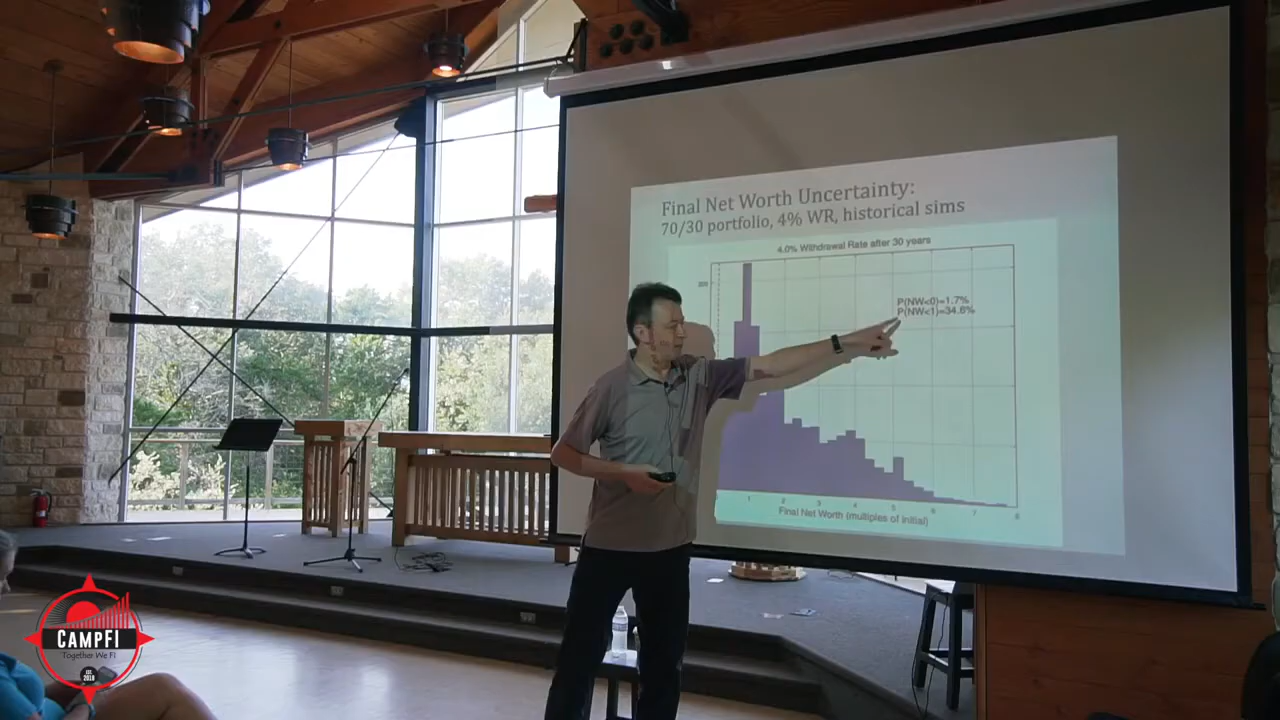 Final Net Worth Uncertainty:
70/30 portfolio, 4% WR, historical sims
4.0% Withdrawal Rate after 30 years
P(NW<0)=1.7%
P(NW<1)=34.6%
1 2 3 4 5 6 7 8
Final Net Worth (multiples of initial)
CAMPFI
Together We FI
EST.
2018